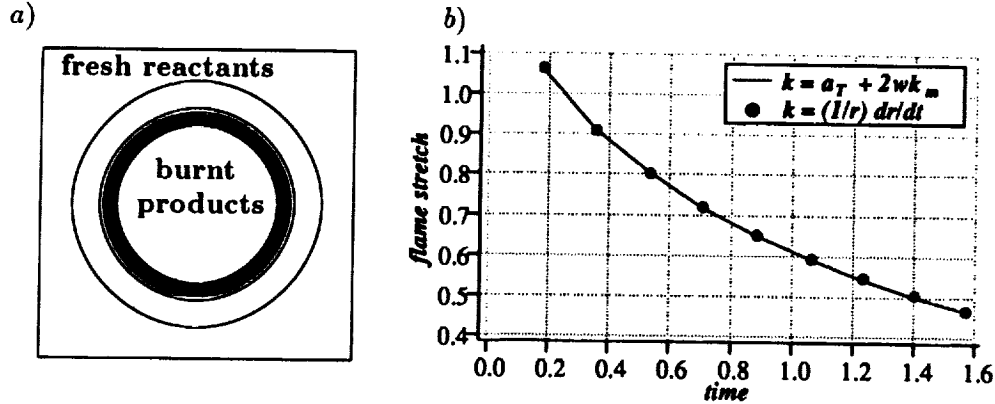 a)
fresh reactants
burnt
products
b)
flame stretch
1.1
1.0
0.9
0.8
0.7
0.6
0.5
0.4
k = a_T + 2wk_m
k = (1/r) dr/dt
0.0 0.2 0.4 0.6 0.8 1.0 1.2 1.4 1.6
time